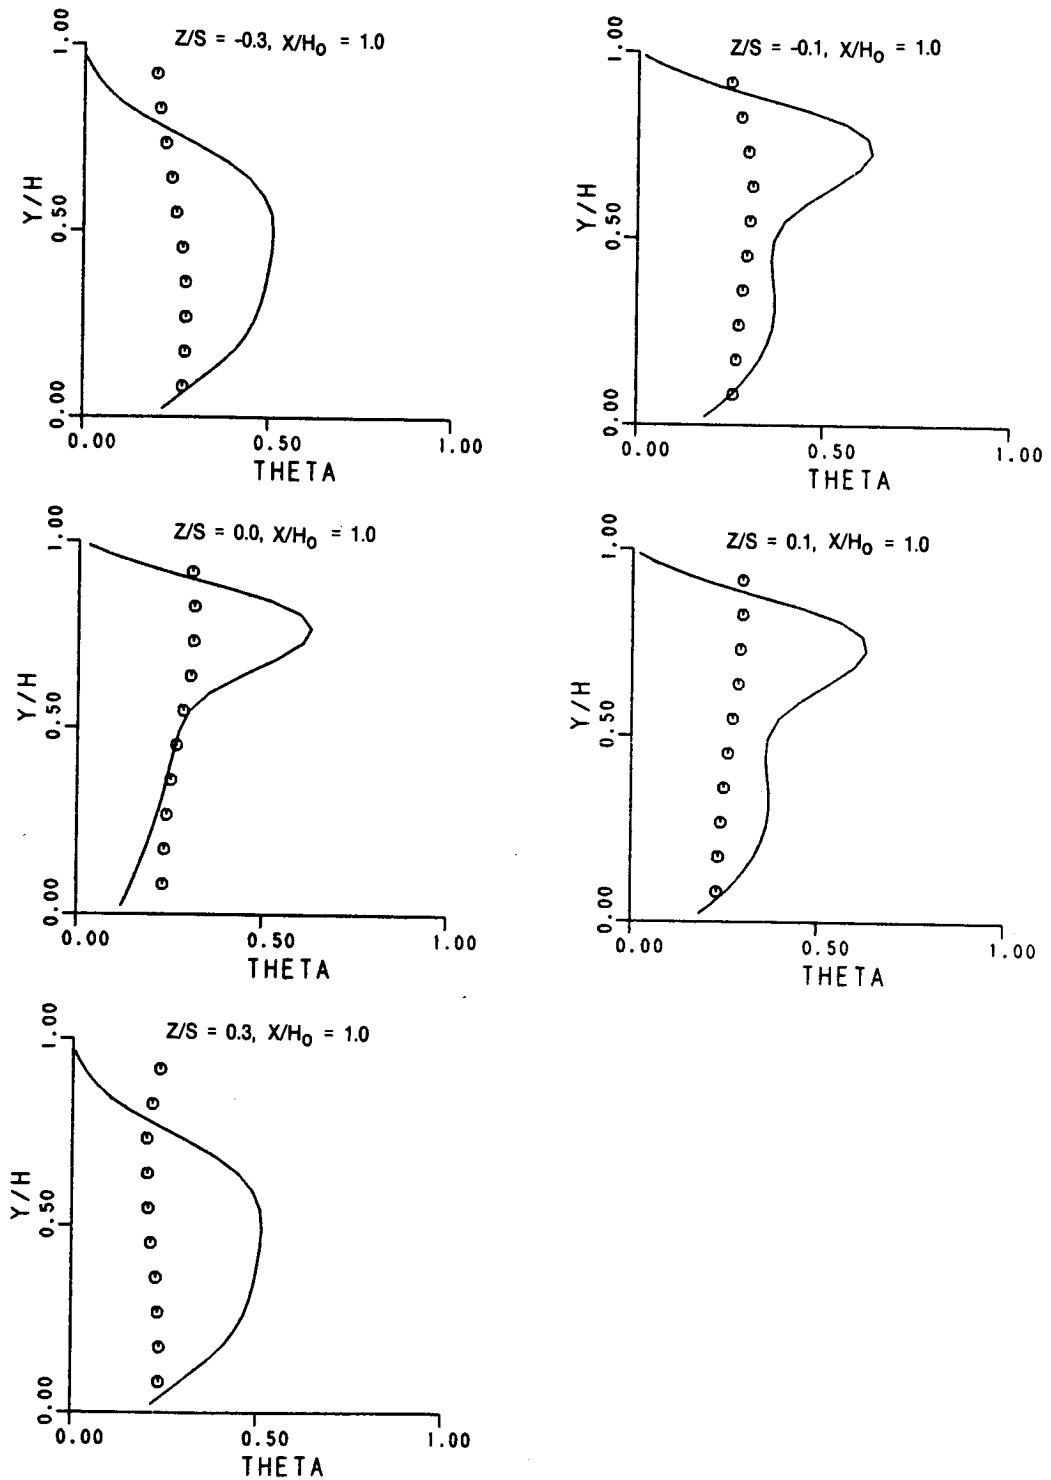 Z/S = -0.3, X/H0 = 1.0
1.00
Y/H
0.50
0.00
0.00 0.50 1.00
THETA
Z/S = -0.1, X/H0 = 1.0
1.00
Y/H
0.50
0.00
0.00 0.50 1.00
THETA
Z/S = 0.0, X/H0 = 1.0
1.00
Y/H
0.50
0.00
0.00 0.50 1.00
THETA
Z/S = 0.1, X/H0 = 1.0
1.00
Y/H
0.50
0.00
0.00 0.50 1.00
THETA
Z/S = 0.3, X/H0 = 1.0
1.00
Y/H
0.50
0.00
0.00 0.50 1.00
THETA